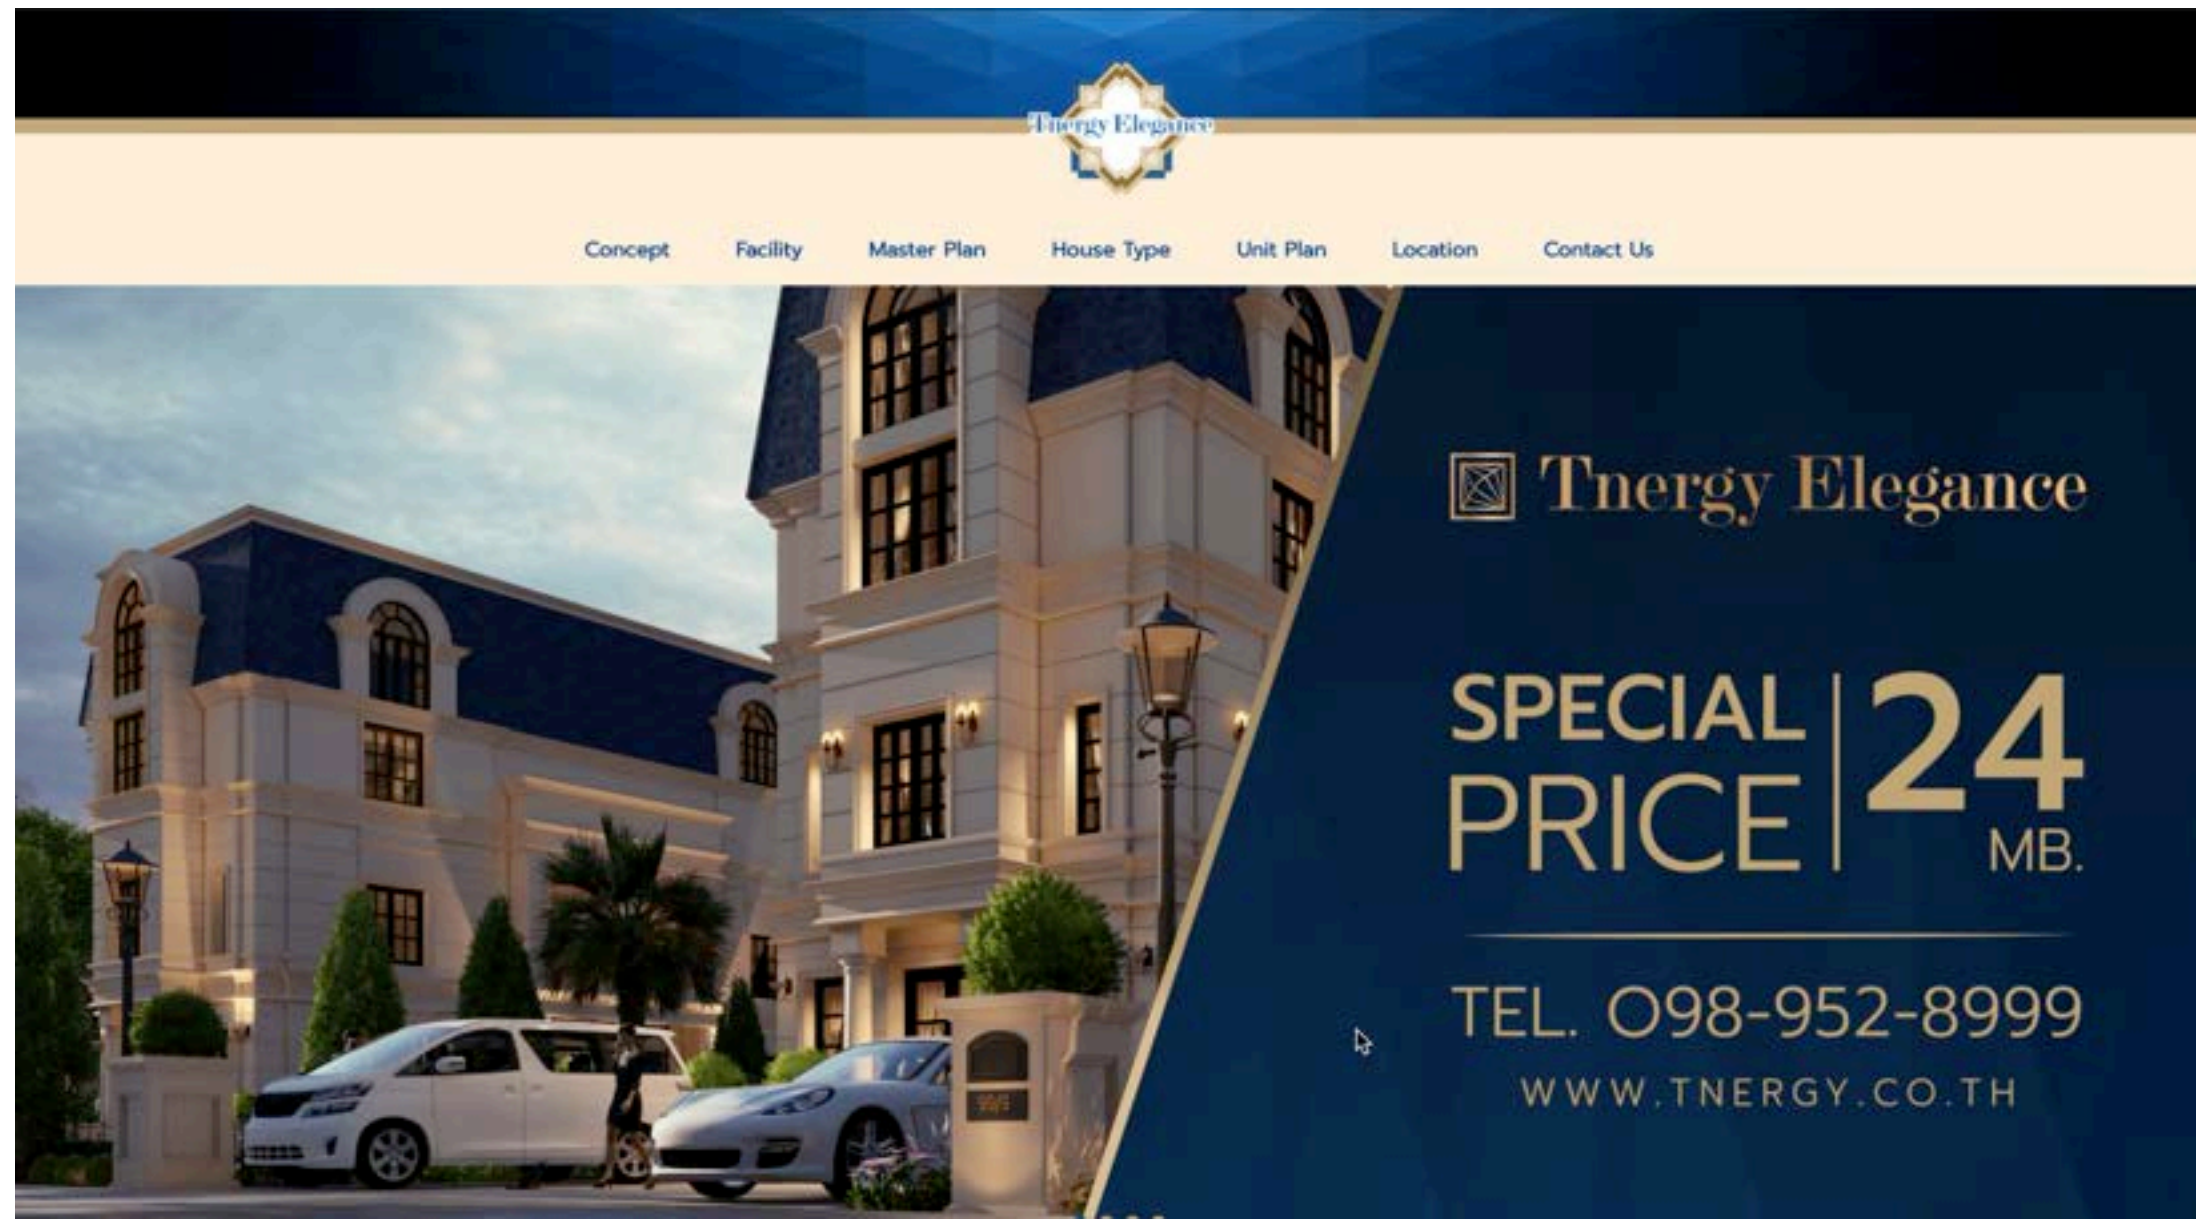 Tnergy Elegance
Concept Facility Master Plan House Type Unit Plan Location Contact Us
Tnergy Elegance
SPECIAL
PRICE
24
MB.
TEL. 098-952-8999
WWW.TNERGY.CO.TH